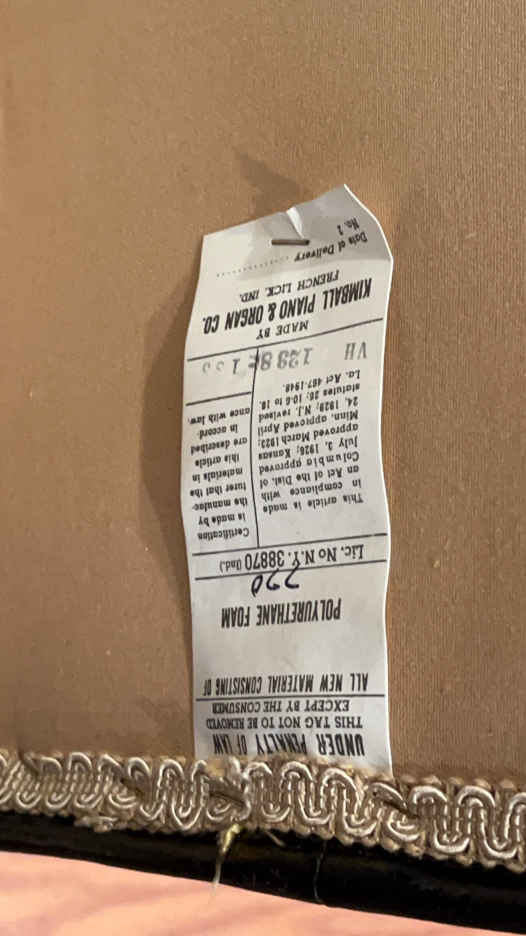 UNDER PENALTY OF LAW
THIS TAG NOT TO BE REMOVED
EXCEPT BY THE CONSUMER
ALL NEW MATERIAL CONSISTING OF
POLYURETHANE FOAM
Lic. No N.Y. 38870 (Ind.)
This article is made
in compliance with
an act of the Dist. of
Columbia approved
July 3, 1926; Kansas
approved March 1923;
Minn. approved April
24, 1929; N.J. revised
statutes 26; 10-6 to 18.
La. Act 467-1948.
Certification
is made by
the manufac-
turer that the
materials in
this article
are described
in accord-
ance with law.
VH
MADE BY
KIMBALL PIANO & ORGAN CO.
FRENCH LICK, IND.
Date of Delivery
No. 2